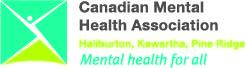 Canadian Mental
Health Association
Haliburton, Kawartha, Pine Ridge
Mental health for all